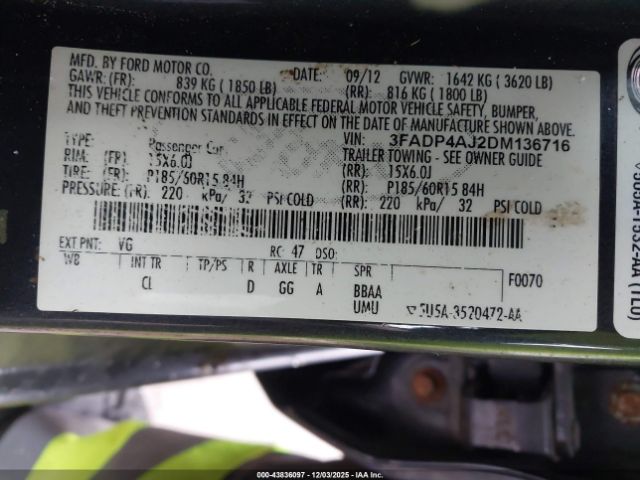 MFD. BY FORD MOTOR CO. DATE: 09/12 GVWR: 1642 KG ( 3620 LB)
GAWR: (FR): 839 KG ( 1850 LB) (RR): 816 KG ( 1800 LB)
THIS VEHICLE CONFORMS TO ALL APPLICABLE FEDERAL MOTOR VEHICLE SAFETY, BUMPER,
AND THEFT PREVENTION STANDARDS IN EFFECT ON THE DATE OF MANUFACTURE SHOWN ABOVE.
VIN: 3FADP4AJ2DM136716
TYPE: Passenger Car TRAILER TOWING - SEE OWNER GUIDE
RIM: (FR): 15X6.0J (RR): 15X6.0J
TIRE: (FR): P185/60R15 84H (RR): P185/60R15 84H
PRESSURE: (FR): 220 kPa/ 32 PSI COLD (RR): 220 kPa/ 32 PSI COLD
EXT PNT: VG RC: 47 DSO:
WB INT TR TP/PS R AXLE TR SPR F0070
CL D GG A BBAA
UMU 3U5A-3520472-AA
000-43836097 - 12/03/2025 - IAAI.COM